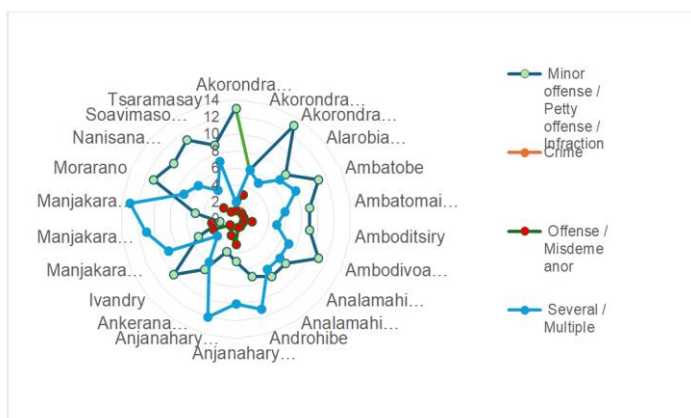 Akorondra…
Akorondra…
Akorondra…
Alarobia…
Ambatobe
Ambatomai…
Amboditsiry
Ambodivoa…
Analamahi…
Analamahi…
Androhibe
Anjanahary…
Anjanahary…
Ankerana…
Ivandry
Manjakara…
Manjakara…
Manjakara…
Morarano
Nanisana…
Soavimaso…
Tsaramasay
14
12
10
8
6
4
2
0
Minor
offense /
Petty
offense /
Infraction
Crime
Offense /
Misdeme
anor
Several /
Multiple